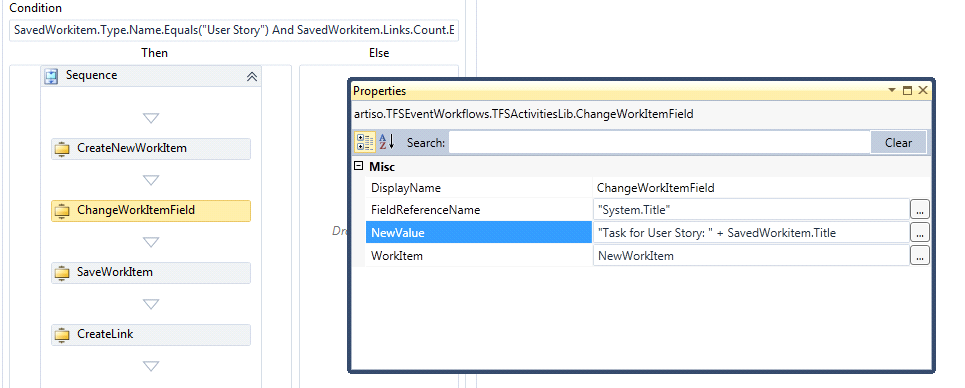 Condition
SavedWorkitem.Type.Name.Equals("User Story") And SavedWorkitem.Links.Count.E
Then
Else
Sequence
CreateNewWorkItem
ChangeWorkItemField
SaveWorkItem
CreateLink
Dr
Properties
artiso.TFSEventWorkflows.TFSActivitiesLib.ChangeWorkItemField
Search:
Clear
Misc
DisplayName ChangeWorkItemField
FieldReferenceName "System.Title" ...
NewValue "Task for User Story: " + SavedWorkitem.Title ...
WorkItem NewWorkItem ...